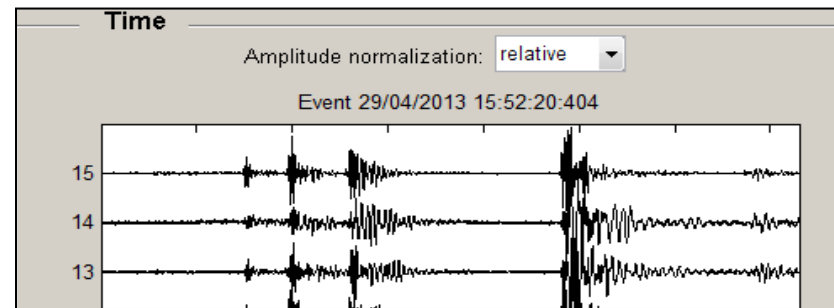 Time
Amplitude normalization: relative
Event 29/04/2013 15:52:20:404
15
14
13